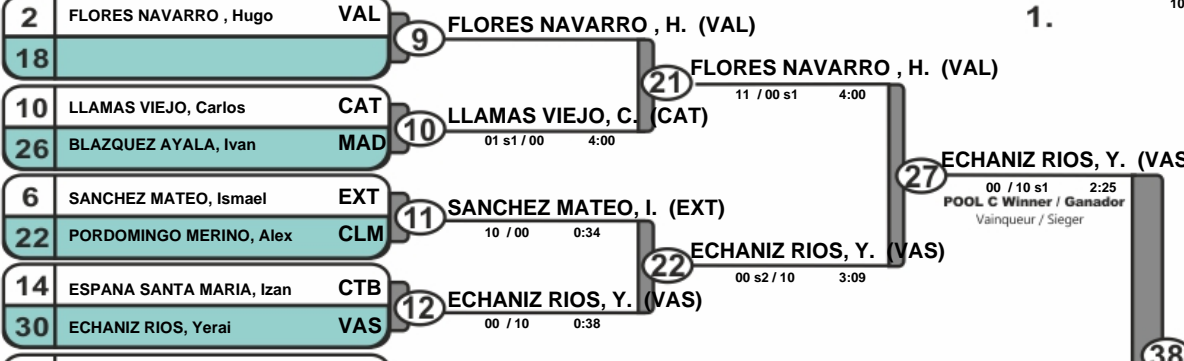 2 FLORES NAVARRO , Hugo VAL
18
10 LLAMAS VIEJO, Carlos CAT
26 BLAZQUEZ AYALA, Ivan MAD
6 SANCHEZ MATEO, Ismael EXT
22 PORDOMINGO MERINO, Alex CLM
14 ESPANA SANTA MARIA, Izan CTB
30 ECHANIZ RIOS, Yerai VAS
9 FLORES NAVARRO , H. (VAL)
10 LLAMAS VIEJO, C. (CAT)
01 s1 / 00 4:00
11 SANCHEZ MATEO, I. (EXT)
10 / 00 0:34
12 ECHANIZ RIOS, Y. (VAS)
00 / 10 0:38
21 FLORES NAVARRO , H. (VAL)
11 / 00 s1 4:00
22 ECHANIZ RIOS, Y. (VAS)
00 s2 / 10 3:09
27 ECHANIZ RIOS, Y. (VAS
00 / 10 s1 2:25
POOL C Winner / Ganador
Vainqueur / Sieger
1.
10
38